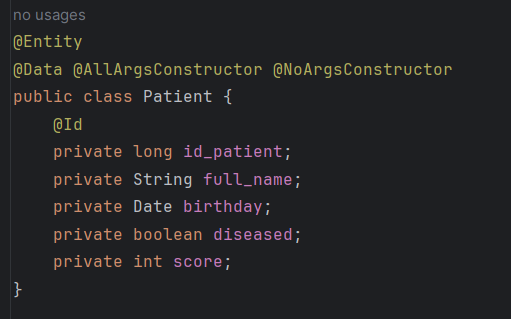 no usages
@Entity
@Data @AllArgsConstructor @NoArgsConstructor
public class Patient {
    @Id
    private long id_patient;
    private String full_name;
    private Date birthday;
    private boolean diseased;
    private int score;
}